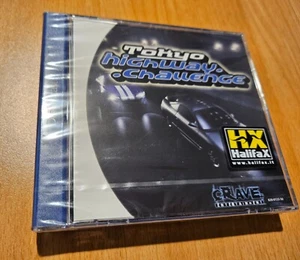 Tokyo
highway
challenge
HX
HalifaX
www.halifax.it
CRAVE
ENTERTAINMENT